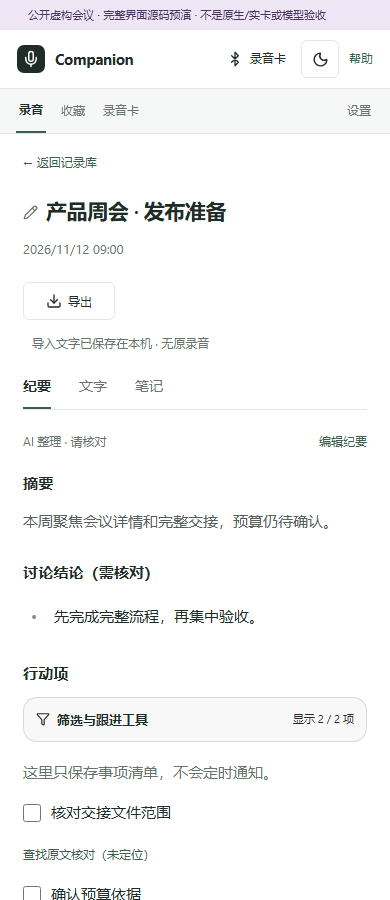 公开虚构会议 · 完整界面源码预演 · 不是原生/实卡或模型验收
Companion
录音卡
帮助
录音 收藏 录音卡 设置
← 返回记录库
产品周会 · 发布准备
2026/11/12 09:00
导出
导入文字已保存在本机 · 无原录音
纪要 文字 笔记
AI 整理 · 请核对 编辑纪要
摘要
本周聚焦会议详情和完整交接，预算仍待确认。
讨论结论（需核对）
• 先完成完整流程，再集中验收。
行动项
筛选与跟进工具 显示 2 / 2 项
这里只保存事项清单，不会定时通知。
核对交接文件范围
查找原文核对（未定位）
确认预算依据